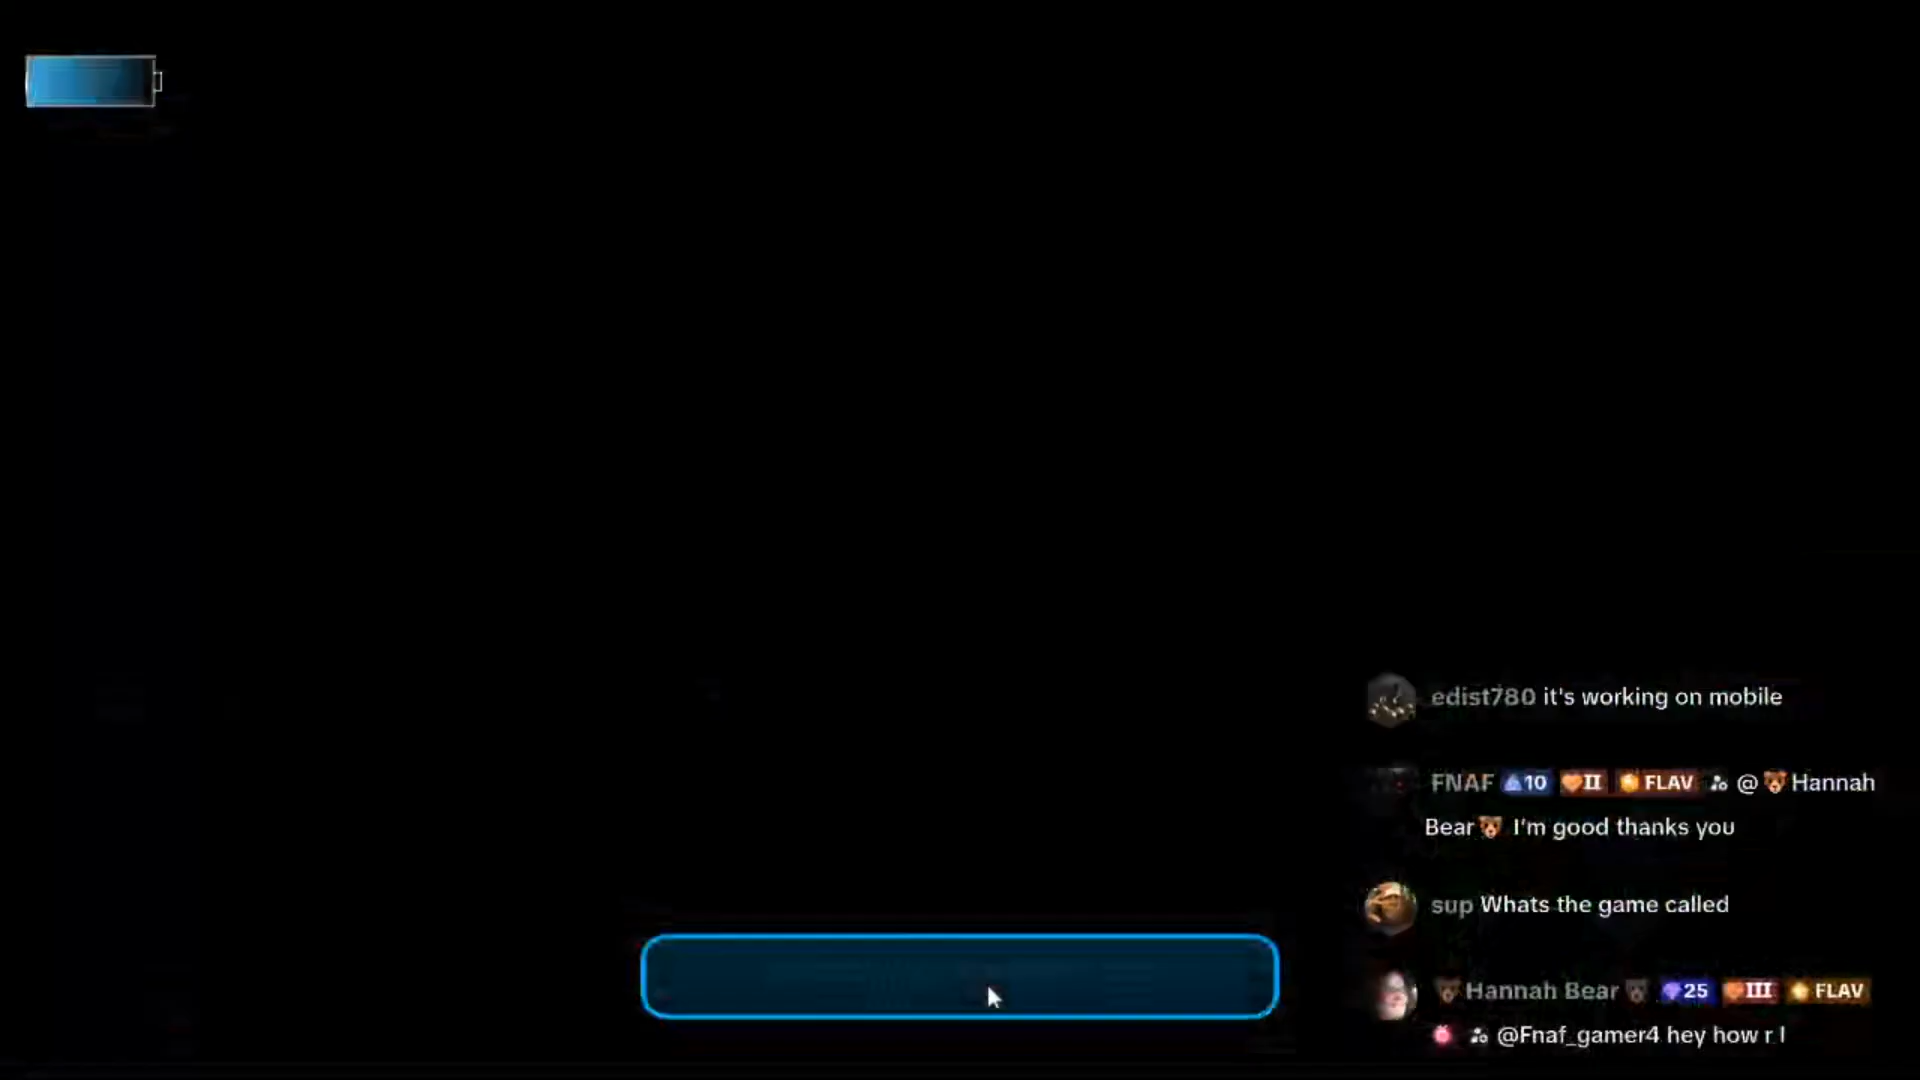 edist780 it's working on mobile
FNAF 10 II FLAV @🐻Hannah
Bear🐻 I'm good thanks you
sup Whats the game called
🐻Hannah Bear🐻 25 III FLAV
@Fnaf_gamer4 hey how r l